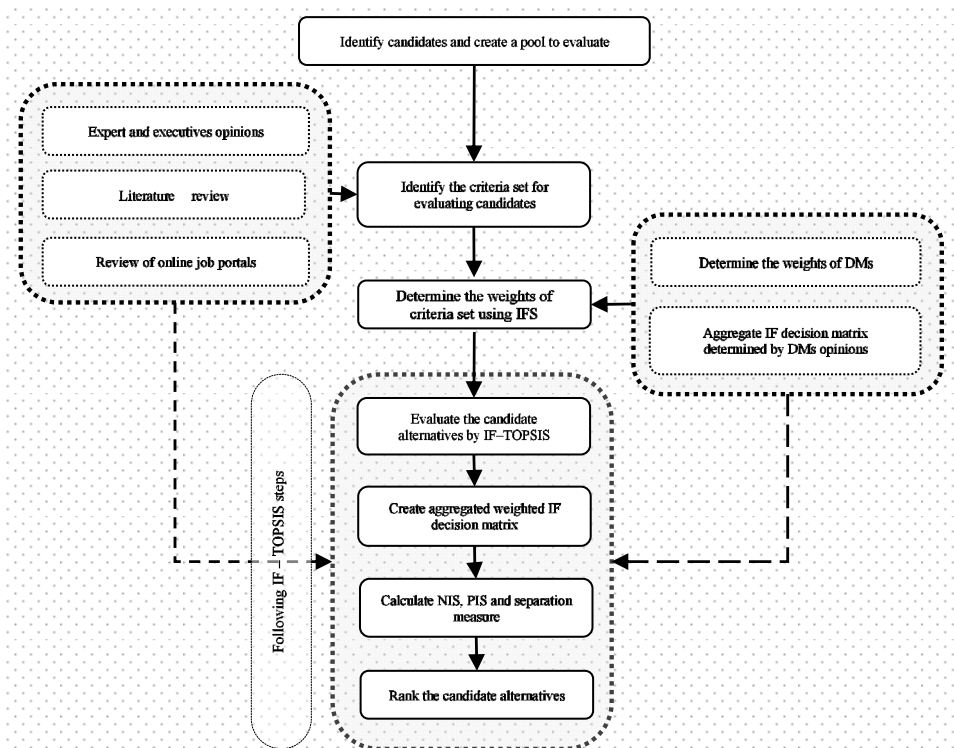 Identify candidates and create a pool to evaluate
Expert and executives opinions
Literature review
Review of online job portals
Identify the criteria set for
evaluating candidates
Determine the weights of
criteria set using IFS
Determine the weights of DMs
Aggregate IF decision matrix
determined by DMs opinions
Following IF – TOPSIS steps
Evaluate the candidate
alternatives by IF–TOPSIS
Create aggregated weighted IF
decision matrix
Calculate NIS, PIS and separation
measure
Rank the candidate alternatives